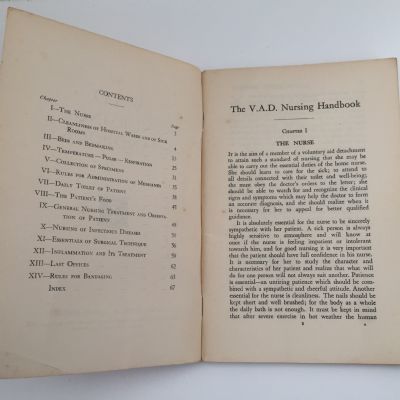 CONTENTS
Chapter Page
I—The Nurse
II—Cleanliness of Hospital Wards and of Sick
Rooms 4
III—Beds and Bedmaking
IV—Temperature—Pulse—Respiration
V—Collection of Specimens
VI—Rules for Administration of Medicines
VII—Daily Toilet of Patient
VIII—The Patient's Food
IX—General Nursing Treatment and Observa-
tion of Patient
X—Nursing of Infectious Diseases 50
XI—Essentials of Surgical Technique 56
XII—Inflammation and Its Treatment
XIII—Last Offices 62
XIV—Rules for Bandaging 63
Index 67
The V.A.D. Nursing Handbook
Chapter I
THE NURSE
It is the aim of a member of a voluntary aid detachment
to attain such a standard of nursing that she may be able
to carry out the essential duties of the home nurse.
She should learn to care for the sick; to attend to
all details connected with their toilet and well-being;
she must obey the doctor's orders to the letter; she
must be able to watch for and recognize the clinical
signs and symptoms which may help the doctor to form
an accurate diagnosis, and she should realize when it
is necessary for her to appeal for better qualified
guidance.
It is absolutely essential for the nurse to be sincerely
sympathetic with her patient. A sick person is always
highly sensitive to atmosphere and will know at
once if the nurse is feeling impatient or intolerant
towards him, and for good nursing it is very important
that the patient should have full confidence in his nurse.
It is necessary for her to study the character and
characteristics of her patient and realize that what will
do for one person will not always suit another. Patience
is essential—an untiring patience which should be com-
bined with a sympathetic and cheerful attitude. Another
essential for the nurse is cleanliness. The nails should be
kept short and well brushed; for the body as a whole
the daily bath is not enough. It must be kept in mind
that after severe exercise in hot weather the human